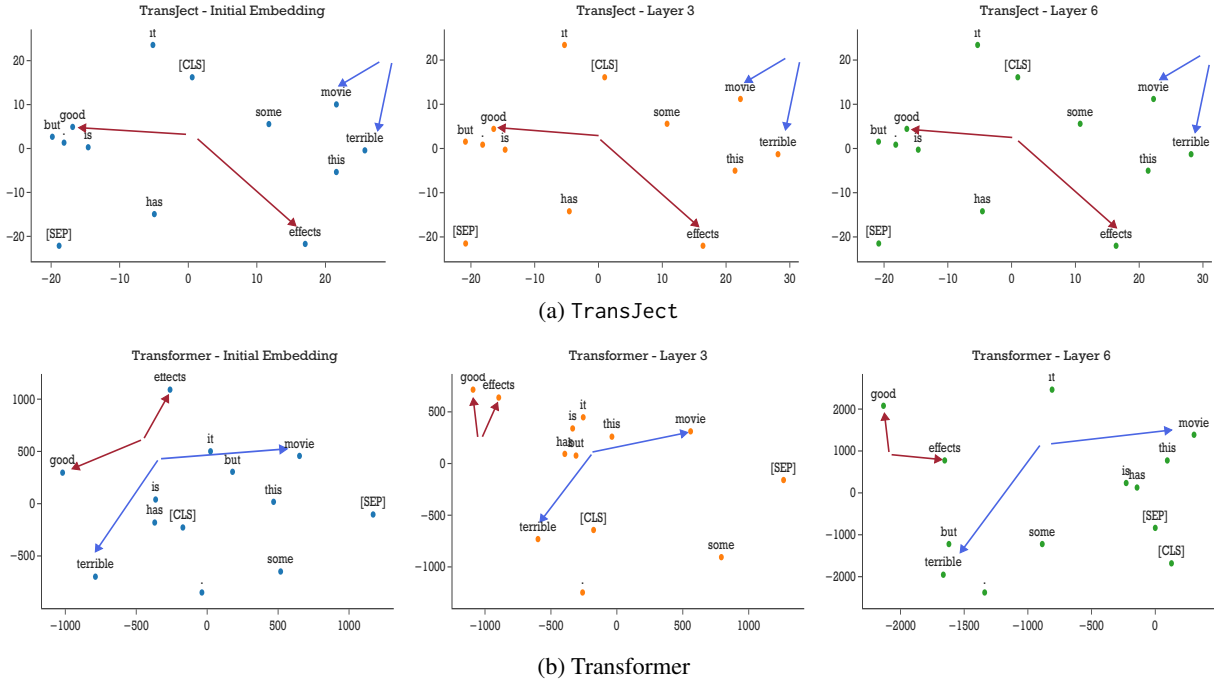 TransJect - Initial Embedding
it
20
[CLS]
movie
10
some
good
but
.
is
terrible
0
this
−10
has
−20
[SEP]
effects
−20
−10
0
10
20
TransJect - Layer 3
it
20
[CLS]
movie
10
some
good
but
.
is
terrible
0
this
−10
has
−20
[SEP]
effects
−20
−10
0
10
20
30
TransJect - Layer 6
it
20
[CLS]
movie
10
some
good
but
.
is
terrible
0
this
−10
has
−20
[SEP]
effects
−20
−10
0
10
20
30
(a) TransJect
Transformer - Initial Embedding
effects
1000
good
it
movie
500
but
is
this
0
has
[CLS]
[SEP]
−500
terrible
some
.
−1000
−500
0
500
1000
Transformer - Layer 3
good
effects
it
500
is
this
movie
has
but
0
[SEP]
−500
terrible
[CLS]
some
−1000
.
−1000
−500
0
500
1000
Transformer - Layer 6
it
good
2000
movie
1000
effects
this
is
has
0
[SEP]
−1000
but
some
[CLS]
terrible
−2000
.
−2000
−1500
−1000
−500
0
(b) Transformer